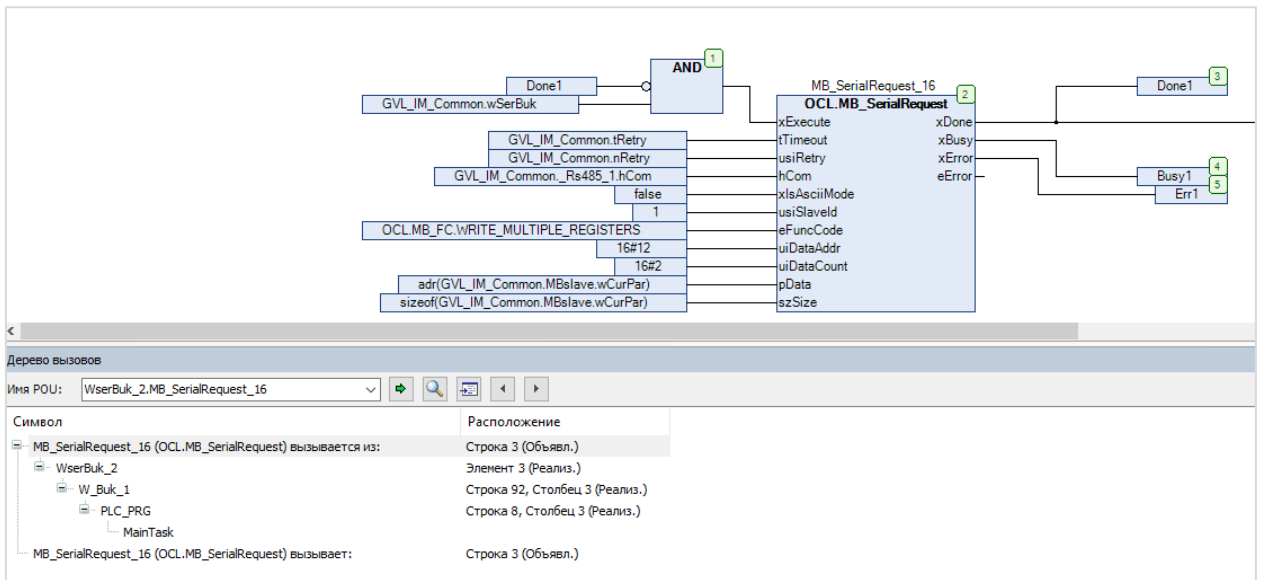 1
AND
Done1
GVL_IM_Common.wSerBuk
MB_SerialRequest_16
2
OCL.MB_SerialRequest
3
Done1
xExecute xDone
GVL_IM_Common.tRetry tTimeout xBusy
GVL_IM_Common.nRetry usiRetry xError
GVL_IM_Common._Rs485_1.hCom hCom eError
4
Busy1
5
Err1
false xIsAsciiMode
1 usiSlaveId
OCL.MB_FC.WRITE_MULTIPLE_REGISTERS eFuncCode
16#12 uiDataAddr
16#2 uiDataCount
adr(GVL_IM_Common.MBslave.wCurPar) pData
sizeof(GVL_IM_Common.MBslave.wCurPar) szSize
Дерево вызовов
Имя POU: WserBuk_2.MB_SerialRequest_16
Символ Расположение
MB_SerialRequest_16 (OCL.MB_SerialRequest) вызывается из: Строка 3 (Объявл.)
WserBuk_2 Элемент 3 (Реализ.)
W_Buk_1 Строка 92, Столбец 3 (Реализ.)
PLC_PRG Строка 8, Столбец 3 (Реализ.)
MainTask
MB_SerialRequest_16 (OCL.MB_SerialRequest) вызывает: Строка 3 (Объявл.)